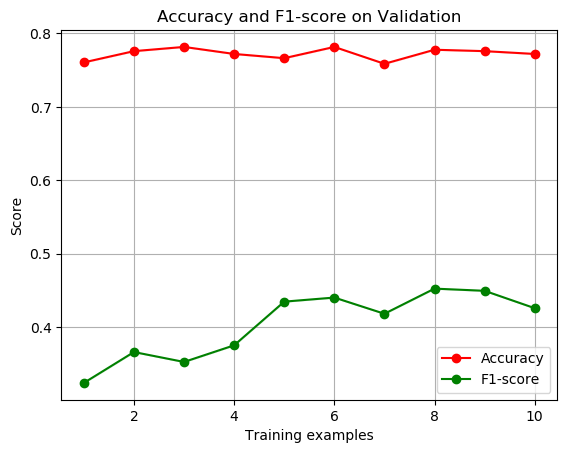 Accuracy and F1-score on Validation
0.8
0.7
0.6
0.5
0.4
Score
2
4
6
8
10
Training examples
Accuracy
F1-score